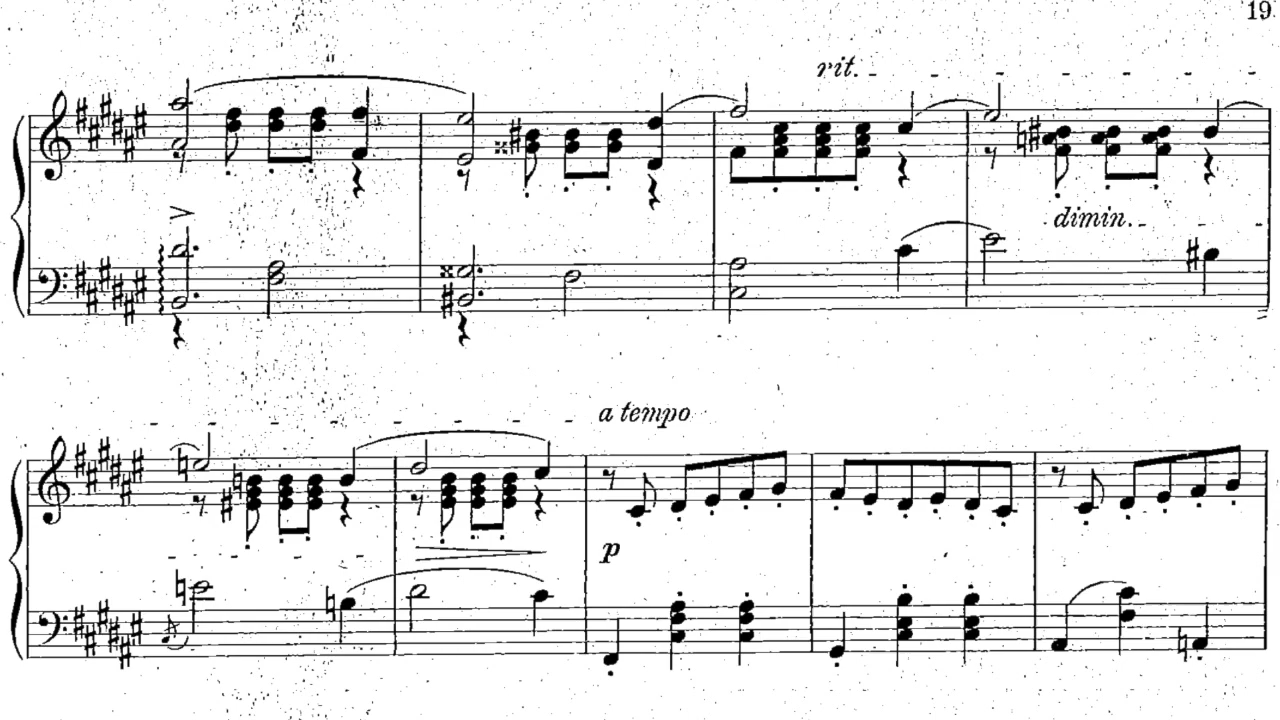 19
rit.
dimin.
a tempo
p